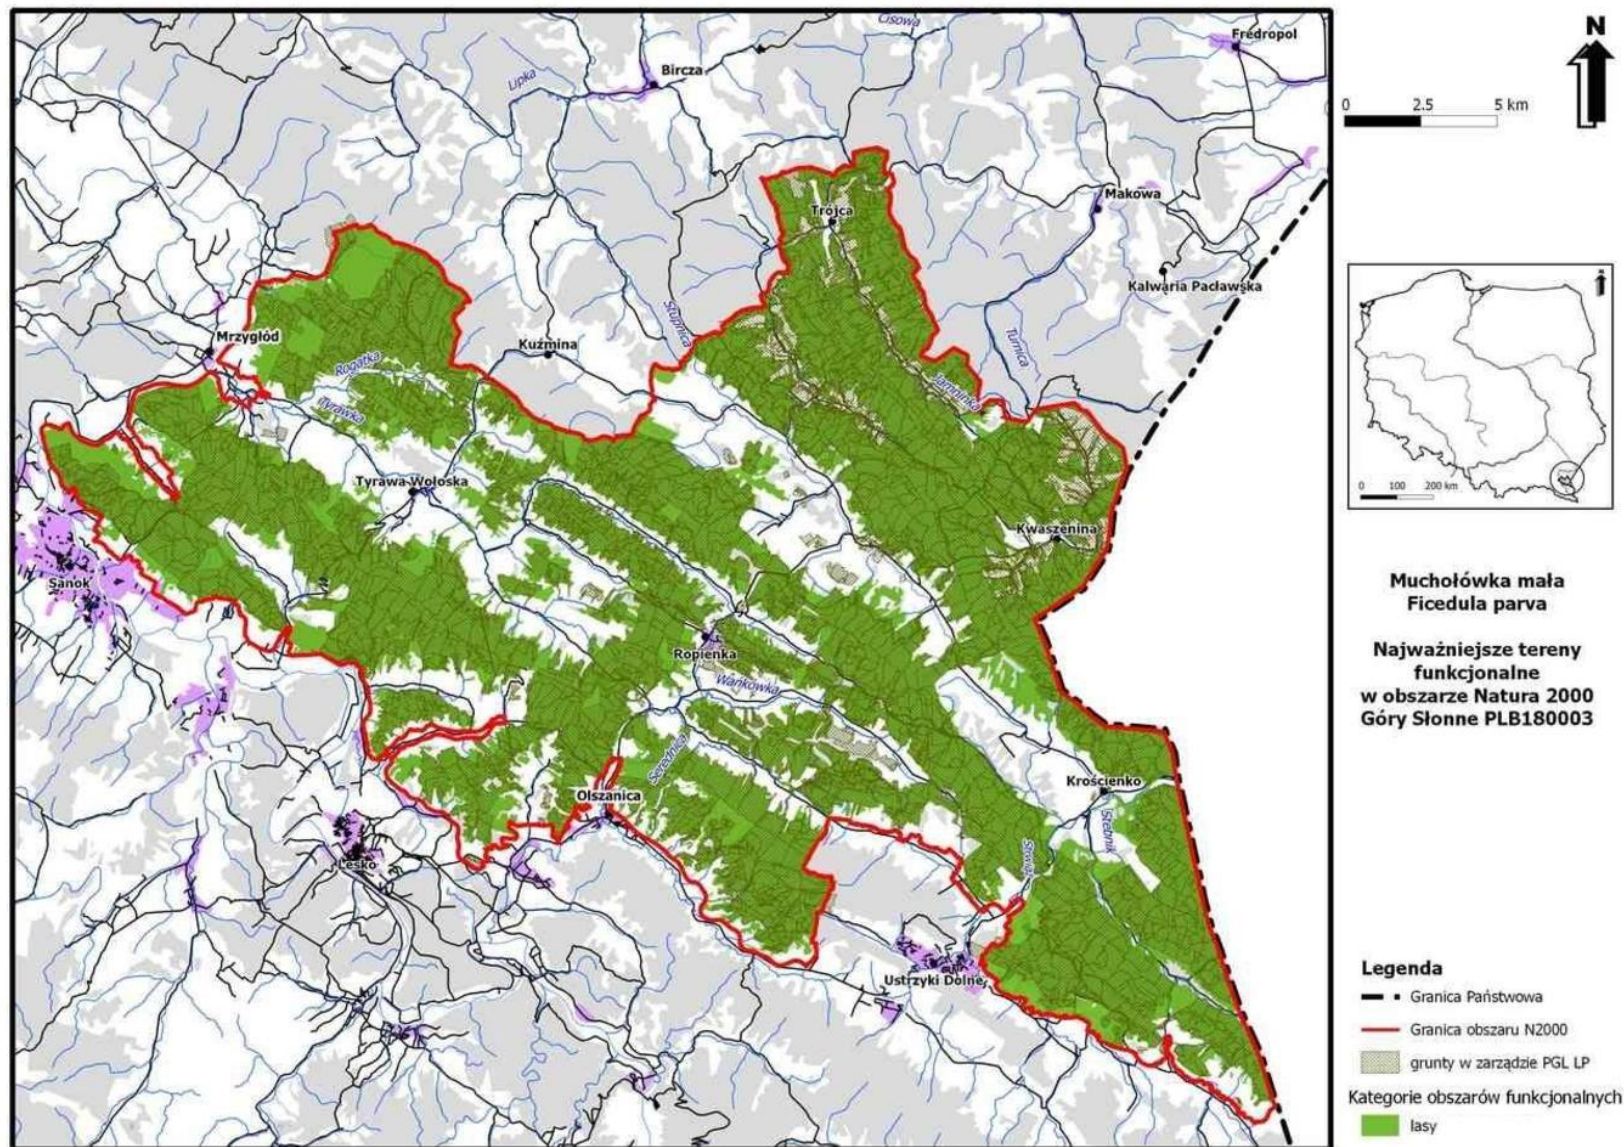 Cisowa
Fredropol
Bircza
Lipka
N
0 2.5 5 km
Trójca
Makowa
Kalwaria Pacławska
Stupnica
Turnica
Mrzygłód
Kuźmina
Rogatka
Tyrawka
Jamninka
N
0 100 200 km
Tyrawa Wołoska
Kwaszenina
Sanok
Ropienka
Wańkówka
Serednica
Olszanica
Krościenko
Stebnik
Strwiąż
Lesko
Ustrzyki Dolne
Muchołówka mała
Ficedula parva
Najważniejsze tereny
funkcjonalne
w obszarze Natura 2000
Góry Słonne PLB180003
Legenda
Granica Państwowa
Granica obszaru N2000
grunty w zarządzie PGL LP
Kategorie obszarów funkcjonalnych
lasy